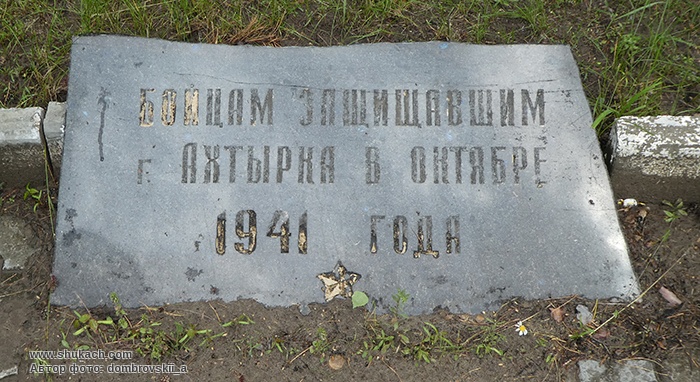 БОЙЦАМ ЗАЩИЩАВШИМ
г. АХТЫРКА В ОКТЯБРЕ
1941 ГОДА
www.shukach.com
Автор фото: dombrovskii_a